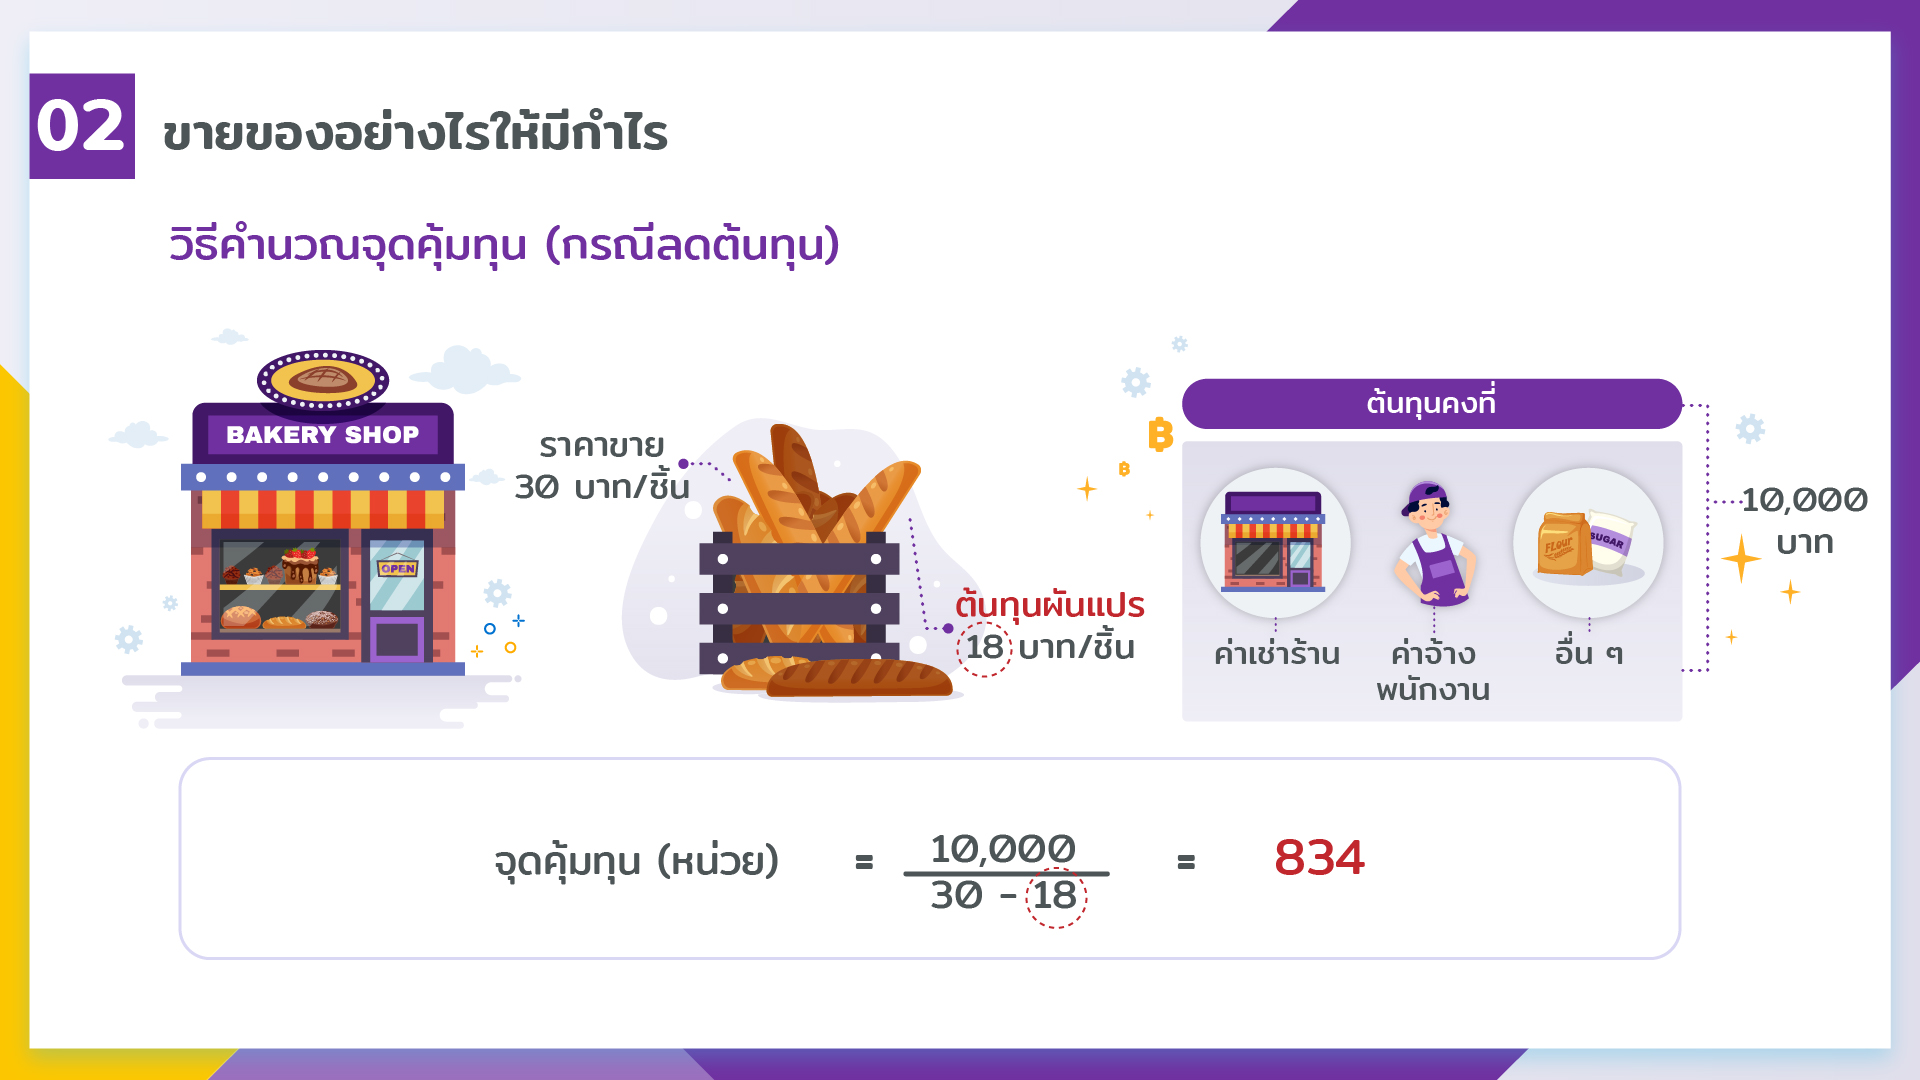 02
ขายของอย่างไรให้มีกำไร
วิธีคำนวณจุดคุ้มทุน (กรณีลดต้นทุน)
BAKERY SHOP
OPEN
ราคาขาย
30 บาท/ชิ้น
ต้นทุนผันแปร
18 บาท/ชิ้น
ต้นทุนคงที่
FLOUR
SUGAR
ค่าเช่าร้าน
ค่าจ้าง
พนักงาน
อื่น ๆ
10,000
บาท
จุดคุ้มทุน (หน่วย) = 10,000 = 834
30 - 18